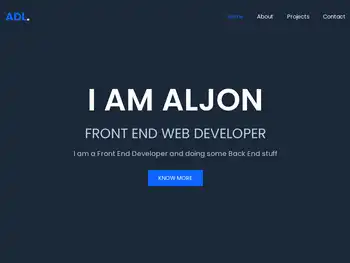 ADL.
Home About Projects Contact
I AM ALJON
FRONT END WEB DEVELOPER
I am a Front End Developer and doing some Back End stuff
KNOW MORE